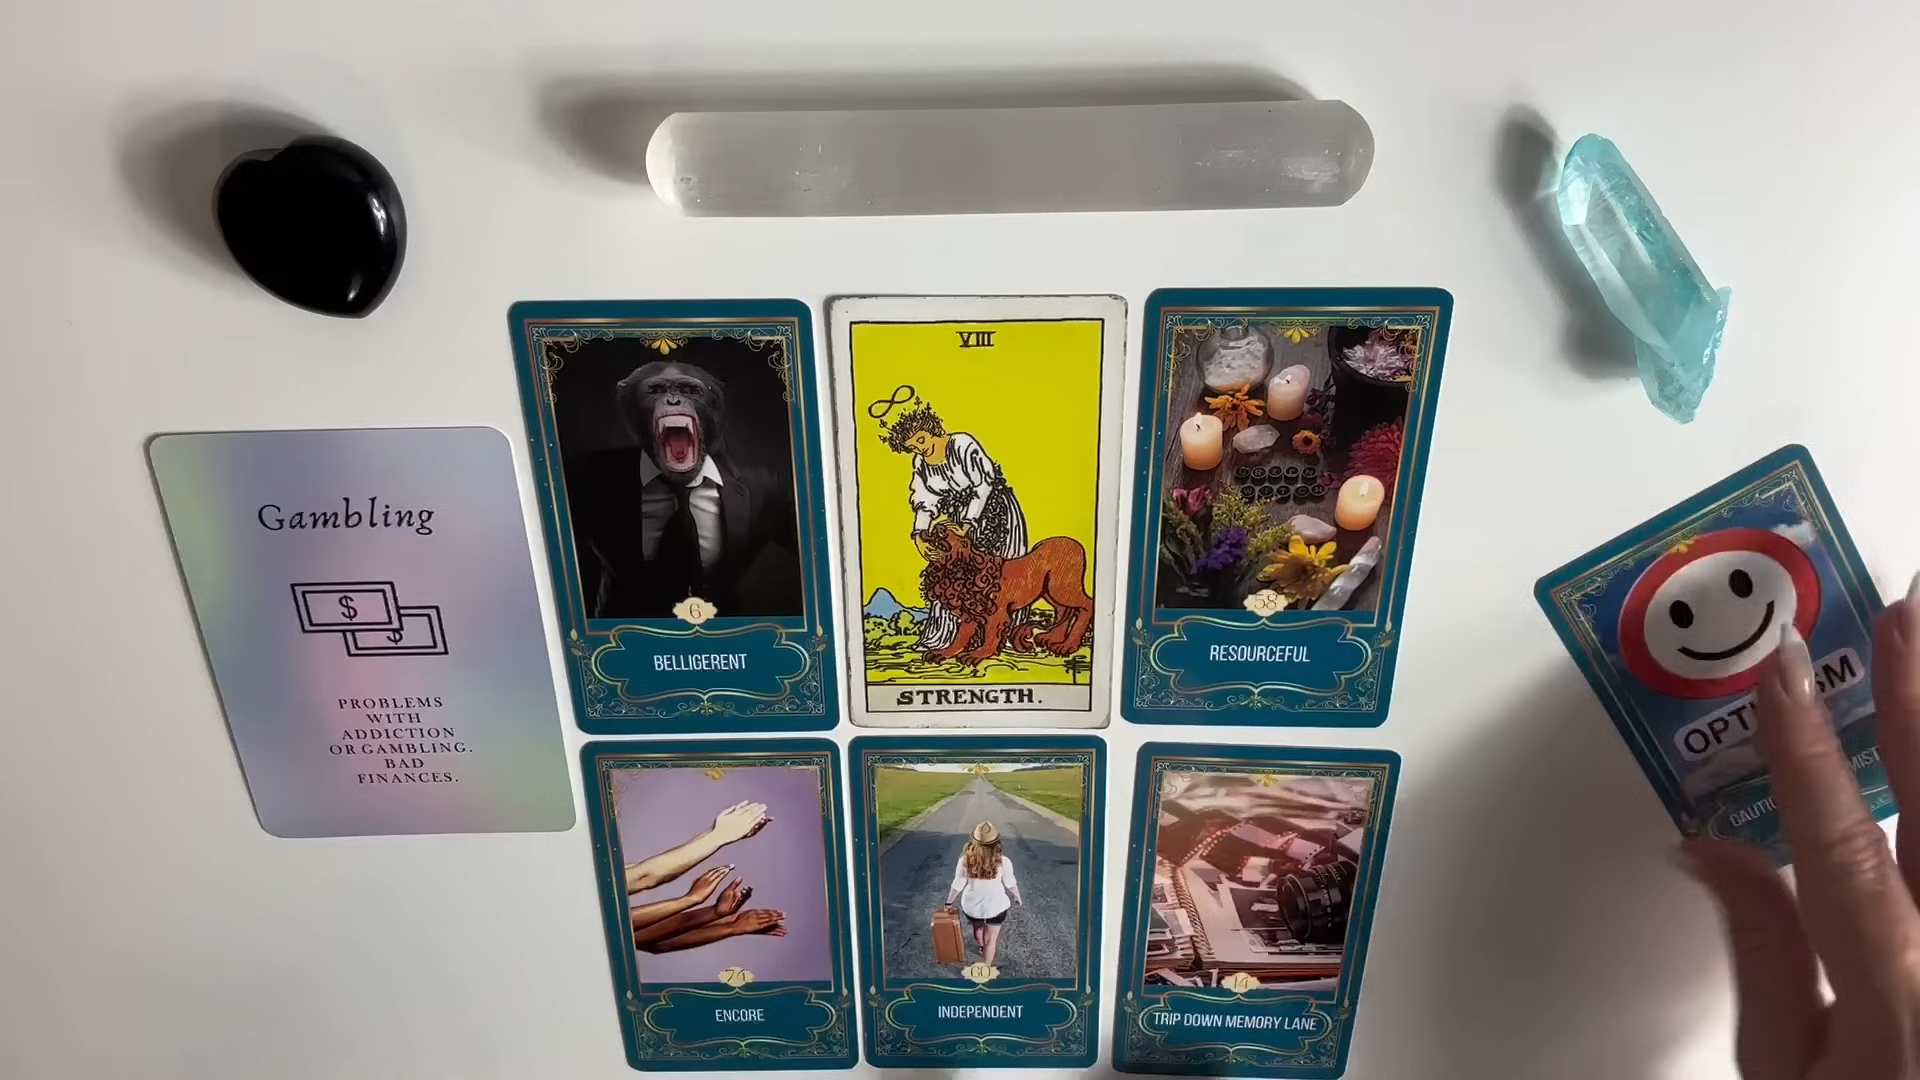 Gambling
$
$
PROBLEMS
WITH
ADDICTION
OR GAMBLING.
BAD
FINANCES.
6
BELLIGERENT
VIII
STRENGTH.
58
RESOURCEFUL
74
ENCORE
60
INDEPENDENT
14
TRIP DOWN MEMORY LANE